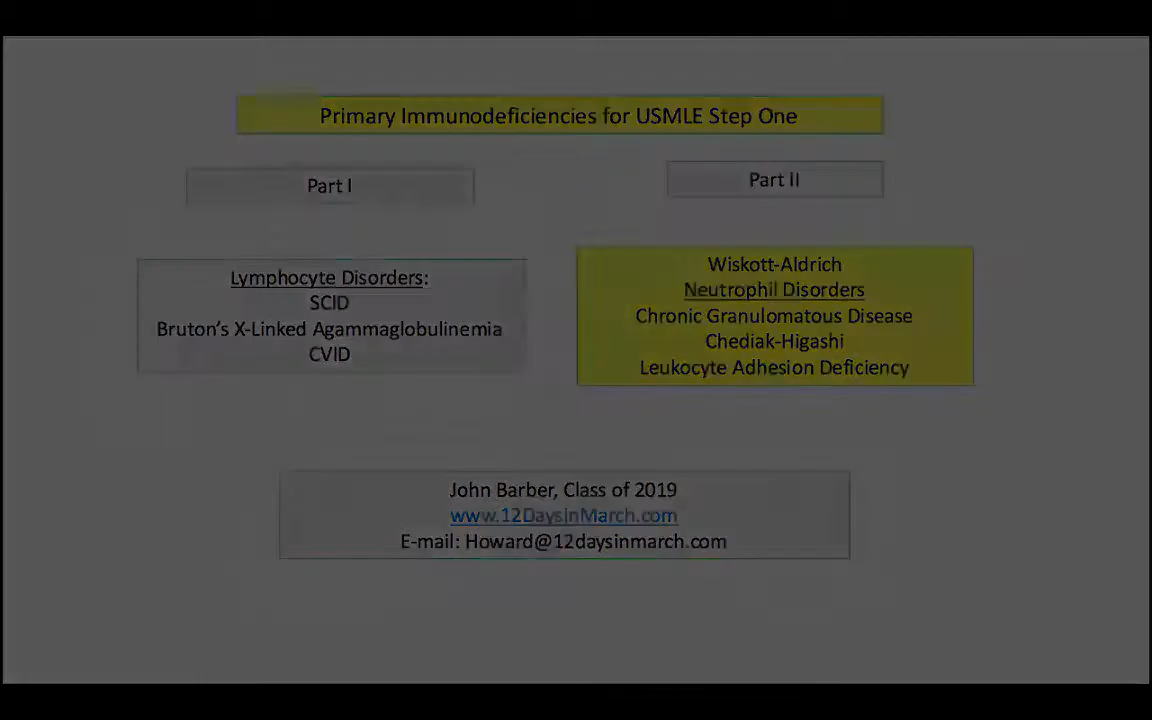 Primary Immunodeficiencies for USMLE Step One
Part I
Part II
Lymphocyte Disorders:
SCID
Bruton's X-Linked Agammaglobulinemia
CVID
Wiskott-Aldrich
Neutrophil Disorders
Chronic Granulomatous Disease
Chediak-Higashi
Leukocyte Adhesion Deficiency
John Barber, Class of 2019
www.12DaysinMarch.com
E-mail: Howard@12daysinmarch.com